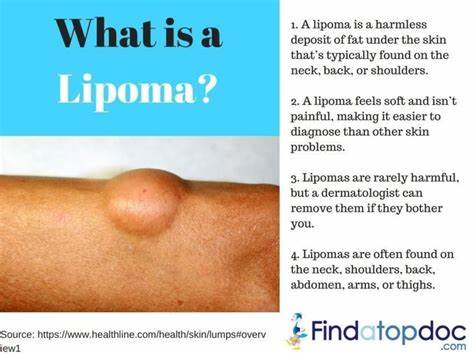 What is a
Lipoma?
1. A lipoma is a harmless
deposit of fat under the skin
that's typically found on the
neck, back, or shoulders.
2. A lipoma feels soft and isn't
painful, making it easier to
diagnose than other skin
problems.
3. Lipomas are rarely harmful,
but a dermatologist can
remove them if they bother
you.
4. Lipomas are often found on
the neck, shoulders, back,
abdomen, arms, or thighs.
Source: https://www.healthline.com/health/skin/lumps#overv
iew1
Findatopdoc
.com